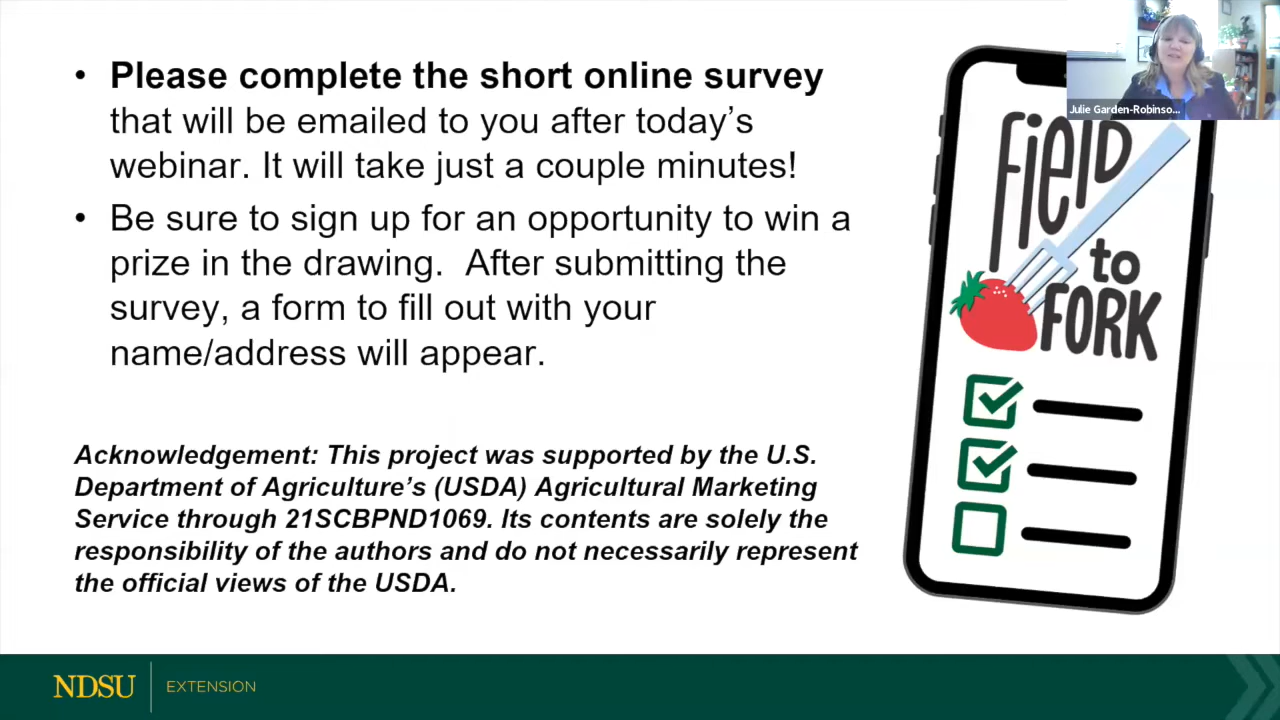 • Please complete the short online survey
that will be emailed to you after today’s
webinar. It will take just a couple minutes!
• Be sure to sign up for an opportunity to win a
prize in the drawing.  After submitting the
survey, a form to fill out with your
name/address will appear.
Acknowledgement: This project was supported by the U.S.
Department of Agriculture’s (USDA) Agricultural Marketing
Service through 21SCBPND1069. Its contents are solely the
responsibility of the authors and do not necessarily represent
the official views of the USDA.
Julie Garden-Robinso...
FiElD
to
FORK
NDSU
EXTENSION